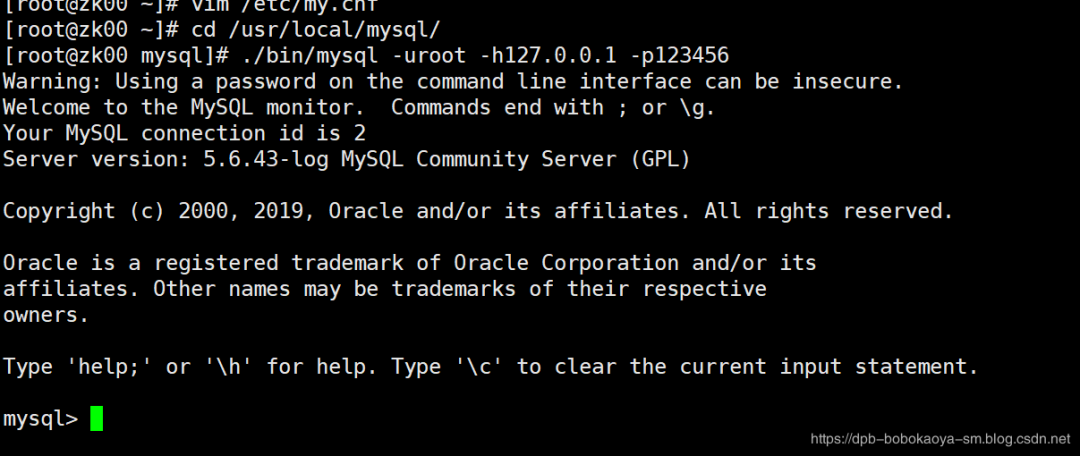 [root@zk00 ~]# vim /etc/my.cnf
[root@zk00 ~]# cd /usr/local/mysql/
[root@zk00 mysql]# ./bin/mysql -uroot -h127.0.0.1 -p123456
Warning: Using a password on the command line interface can be insecure.
Welcome to the MySQL monitor.  Commands end with ; or \g.
Your MySQL connection id is 2
Server version: 5.6.43-log MySQL Community Server (GPL)
Copyright (c) 2000, 2019, Oracle and/or its affiliates. All rights reserved.
Oracle is a registered trademark of Oracle Corporation and/or its
affiliates. Other names may be trademarks of their respective
owners.
Type 'help;' or '\h' for help. Type '\c' to clear the current input statement.
mysql>
https://dpb-bobokaoya-sm.blog.csdn.net